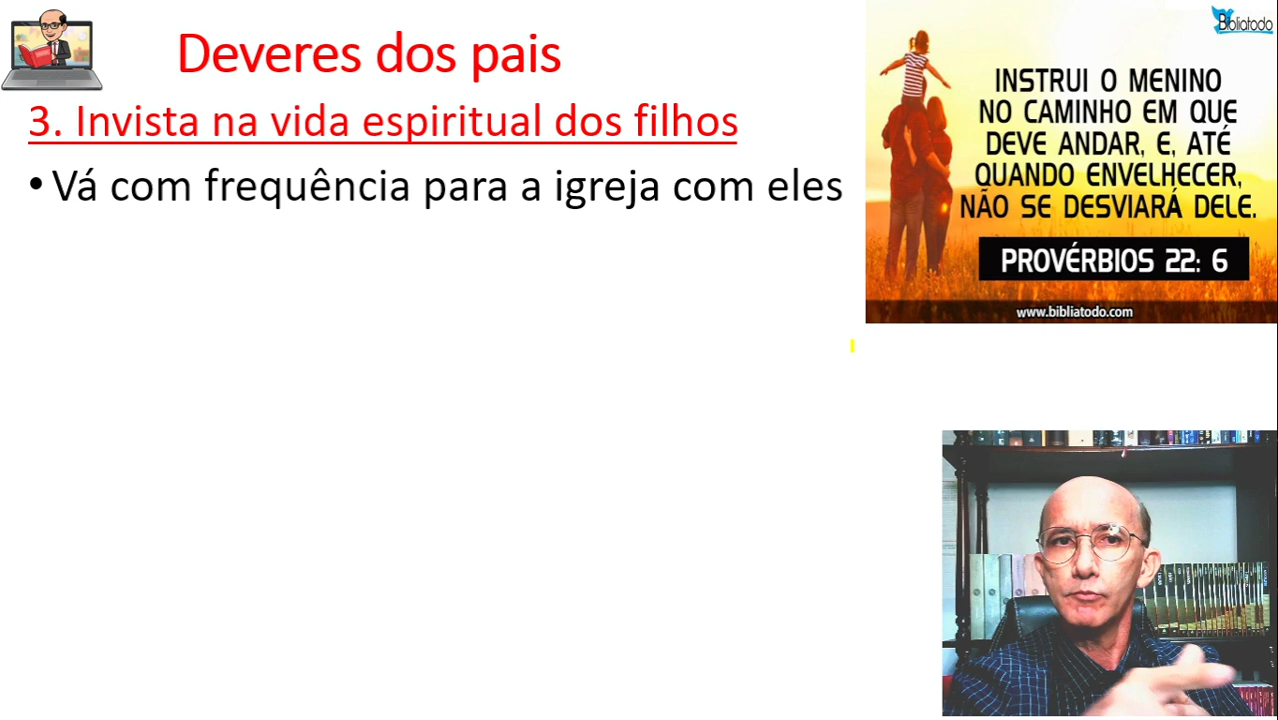 Deveres dos pais
3. Invista na vida espiritual dos filhos
• Vá com frequência para a igreja com eles
Bibliatodo
INSTRUI O MENINO
NO CAMINHO EM QUE
DEVE ANDAR, E, ATÉ
QUANDO ENVELHECER,
NÃO SE DESVIARÁ DELE.
PROVÉRBIOS 22: 6
www.bibliatodo.com